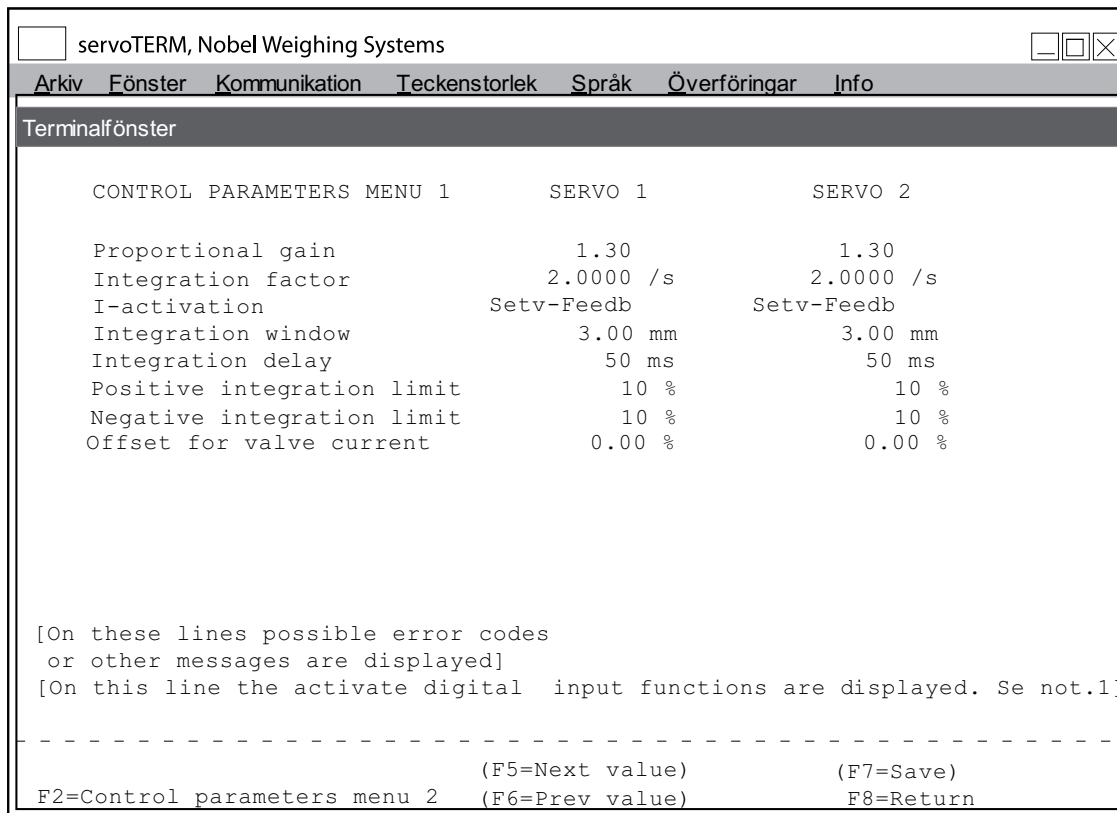 servoTERM, Nobel Weighing Systems
Arkiv Fönster Kommunikation Teckenstorlek Språk Överföringar Info
Terminalfönster
CONTROL PARAMETERS MENU 1 SERVO 1 SERVO 2
Proportional gain 1.30 1.30
Integration factor 2.0000 /s 2.0000 /s
I-activation Setv-Feedb Setv-Feedb
Integration window 3.00 mm 3.00 mm
Integration delay 50 ms 50 ms
Positive integration limit 10 % 10 %
Negative integration limit 10 % 10 %
Offset for valve current 0.00 % 0.00 %
[On these lines possible error codes
or other messages are displayed]
[On this line the activate digital input functions are displayed. Se not.1]
(F5=Next value) (F7=Save)
F2=Control parameters menu 2 (F6=Prev value) F8=Return